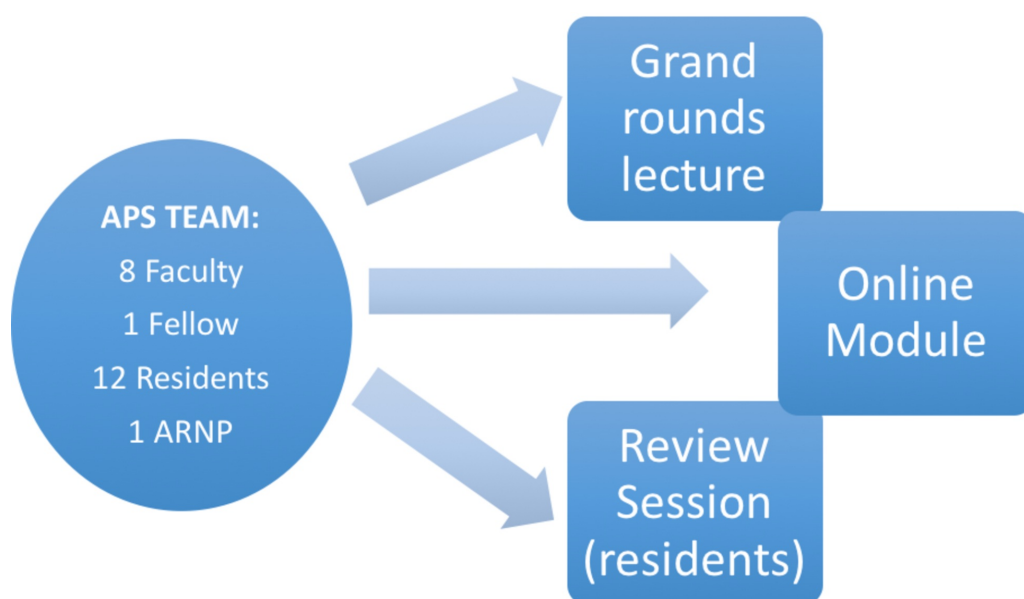 APS TEAM:
8 Faculty
1 Fellow
12 Residents
1 ARNP
Grand
rounds
lecture
Online
Module
Review
Session
(residents)